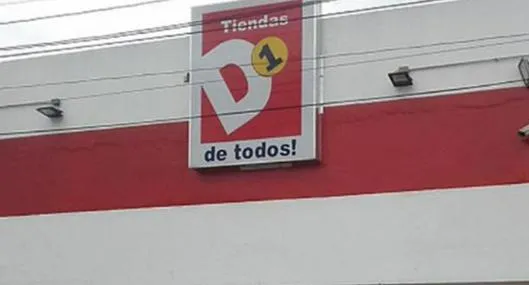 Tiendas
D1
de todos!